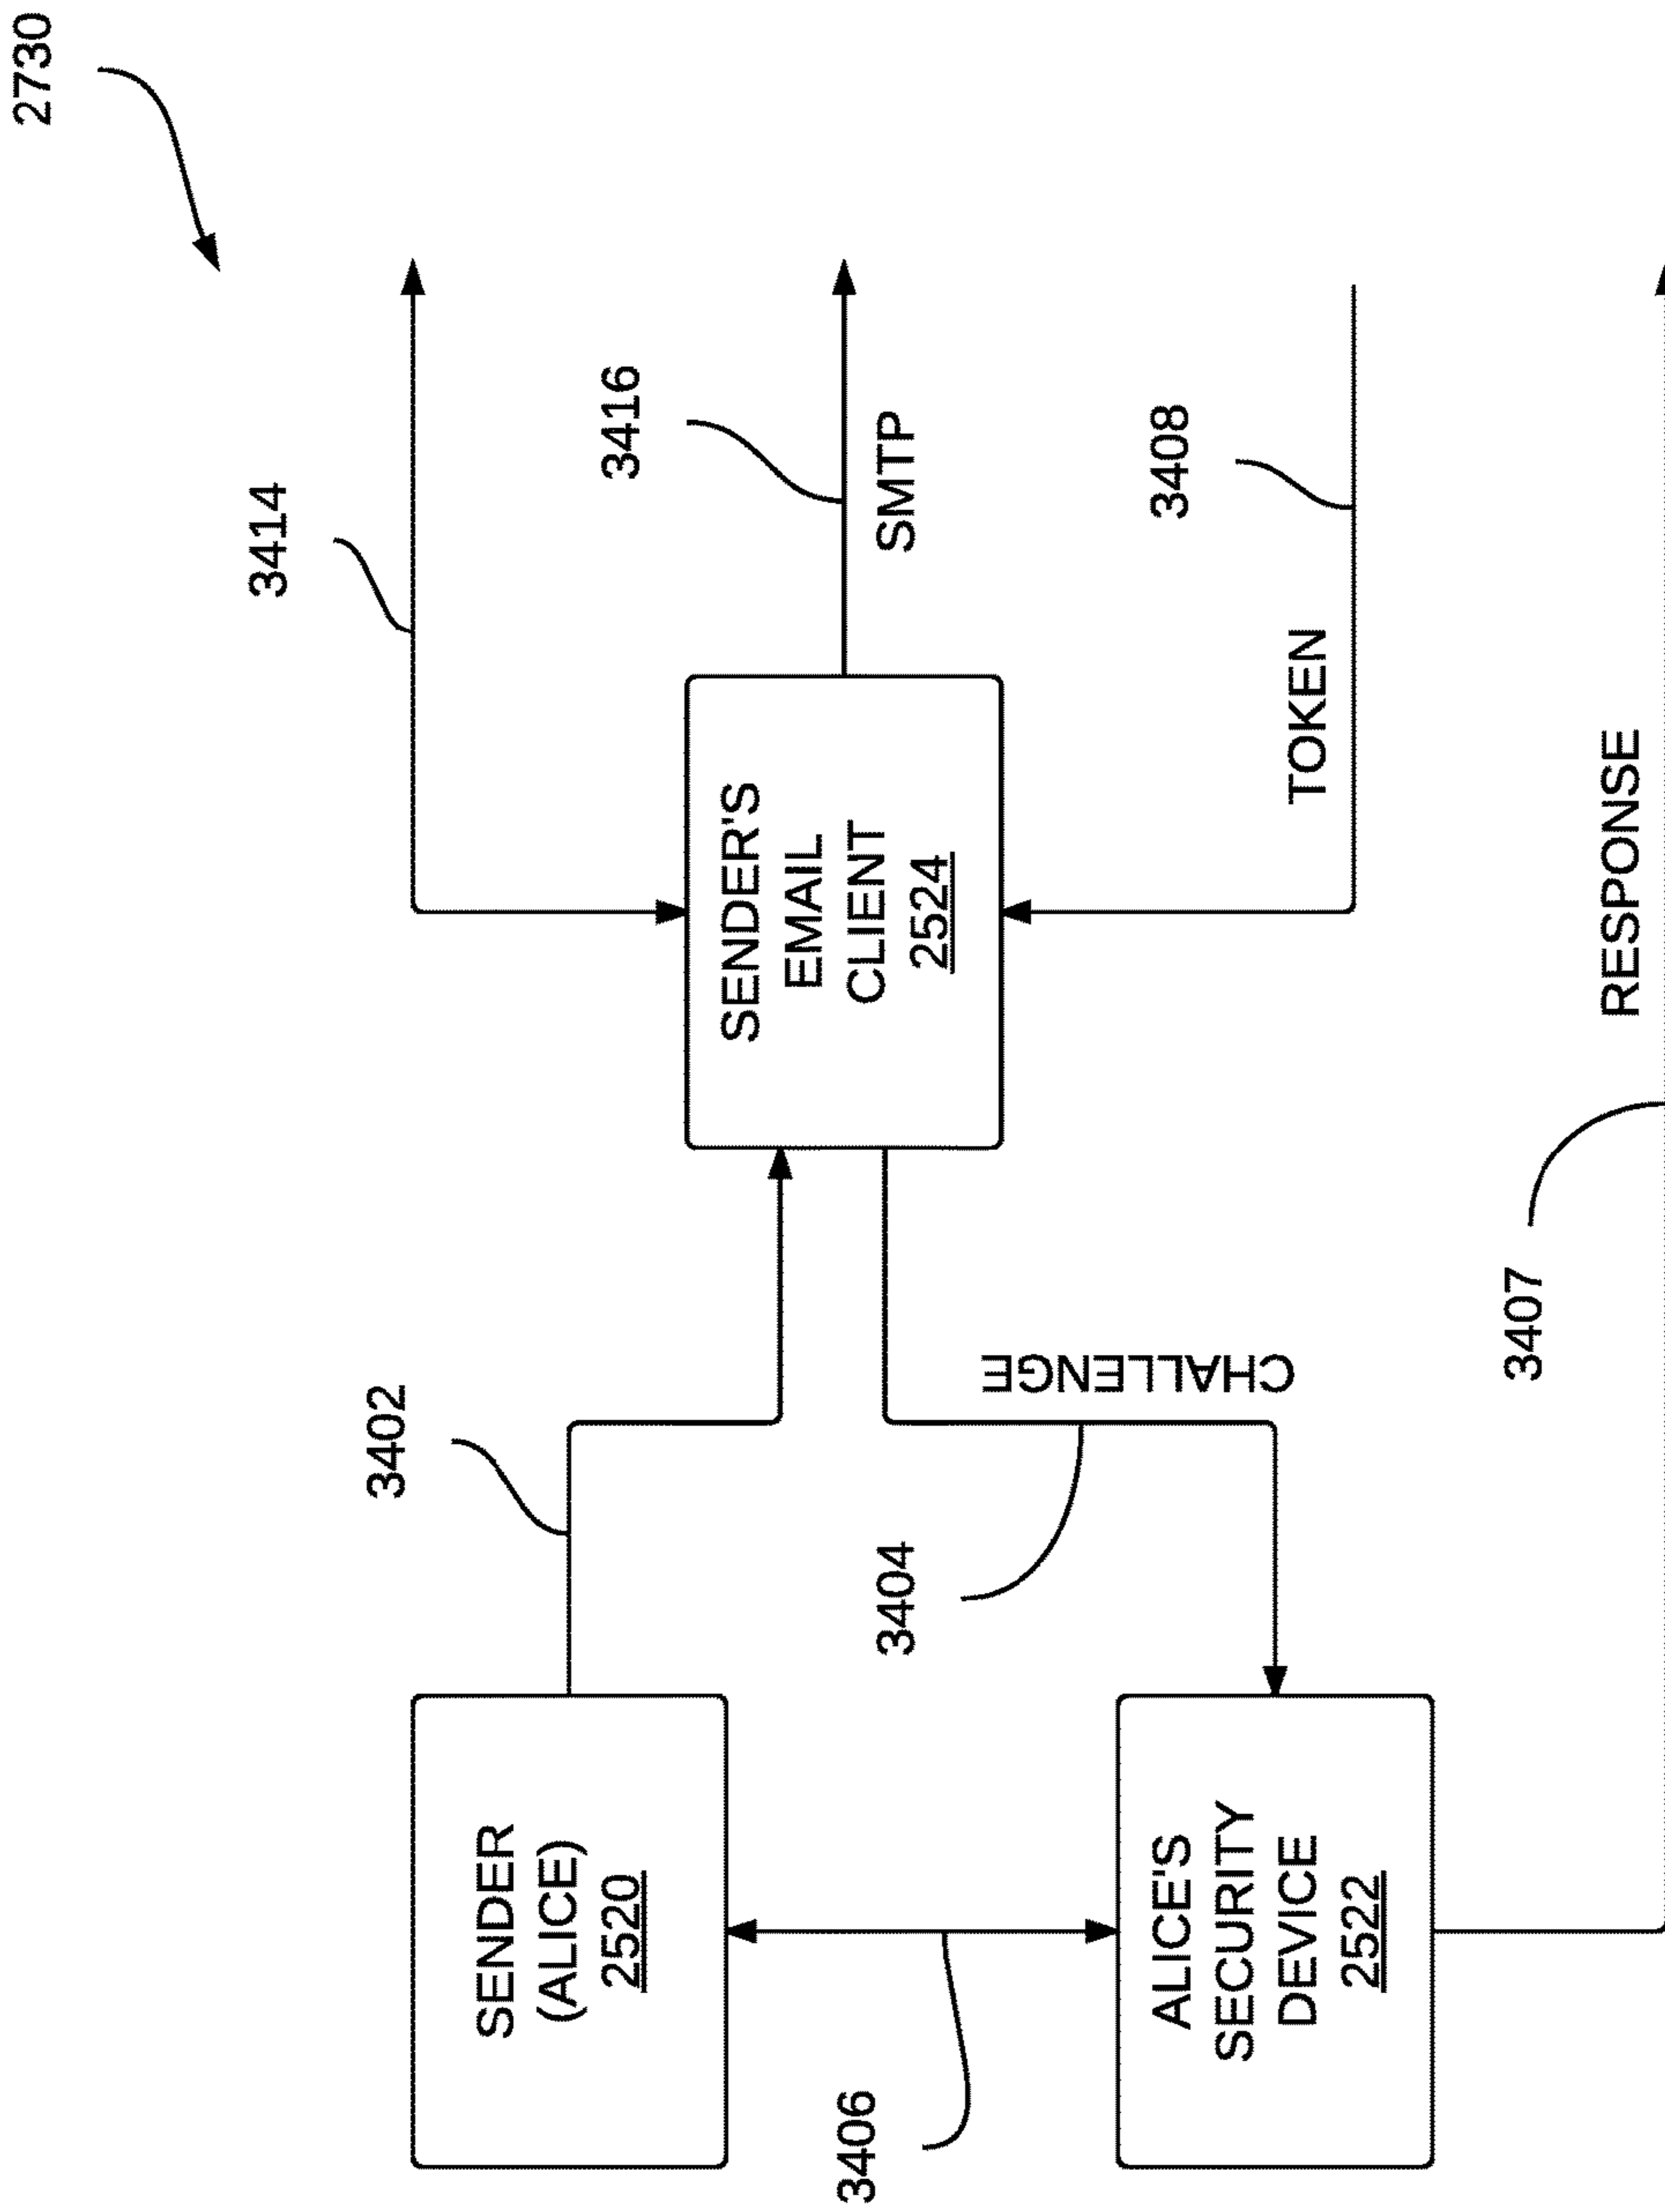 2730
3414
3416
SMTP
3408
TOKEN
SENDER'S
EMAIL
CLIENT
2524
RESPONSE
3402
CHALLENGE
3404
3407
SENDER
(ALICE)
2520
3406
ALICE'S
SECURITY
DEVICE
2522